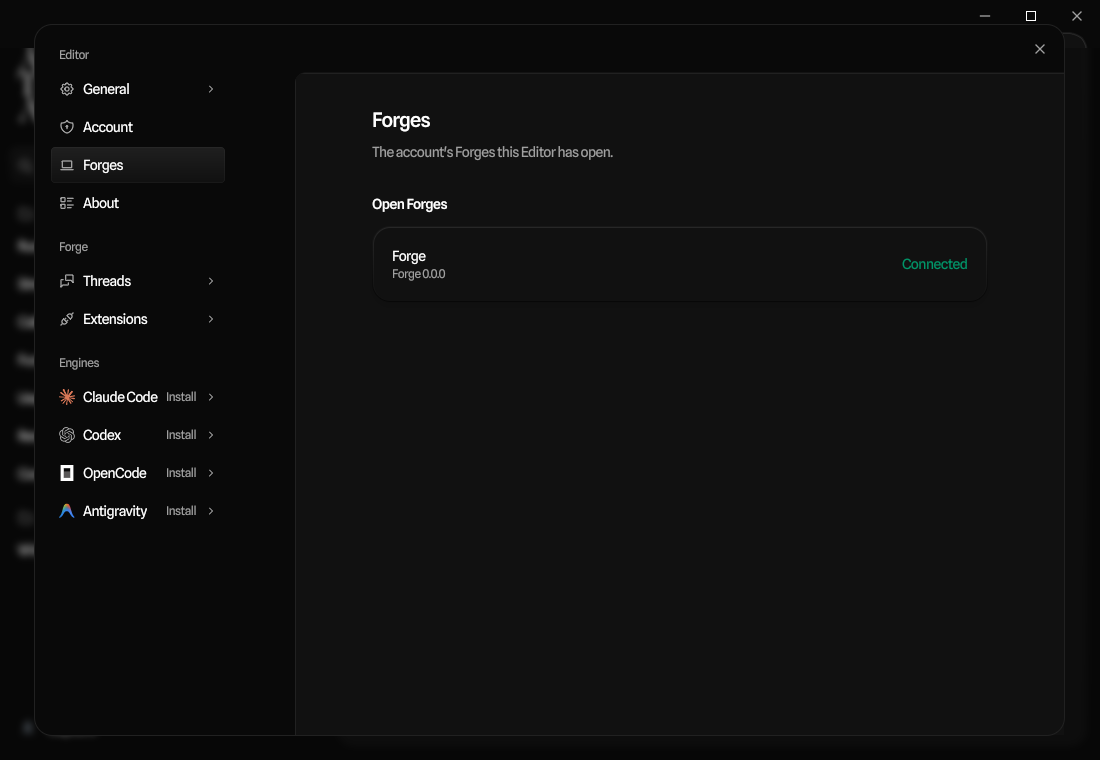 Editor
General
Account
Forges
About
Forge
Threads
Extensions
Engines
Claude Code Install
Codex Install
OpenCode Install
Antigravity Install
Forges
The account's Forges this Editor has open.
Open Forges
Forge
Forge 0.0.0
Connected